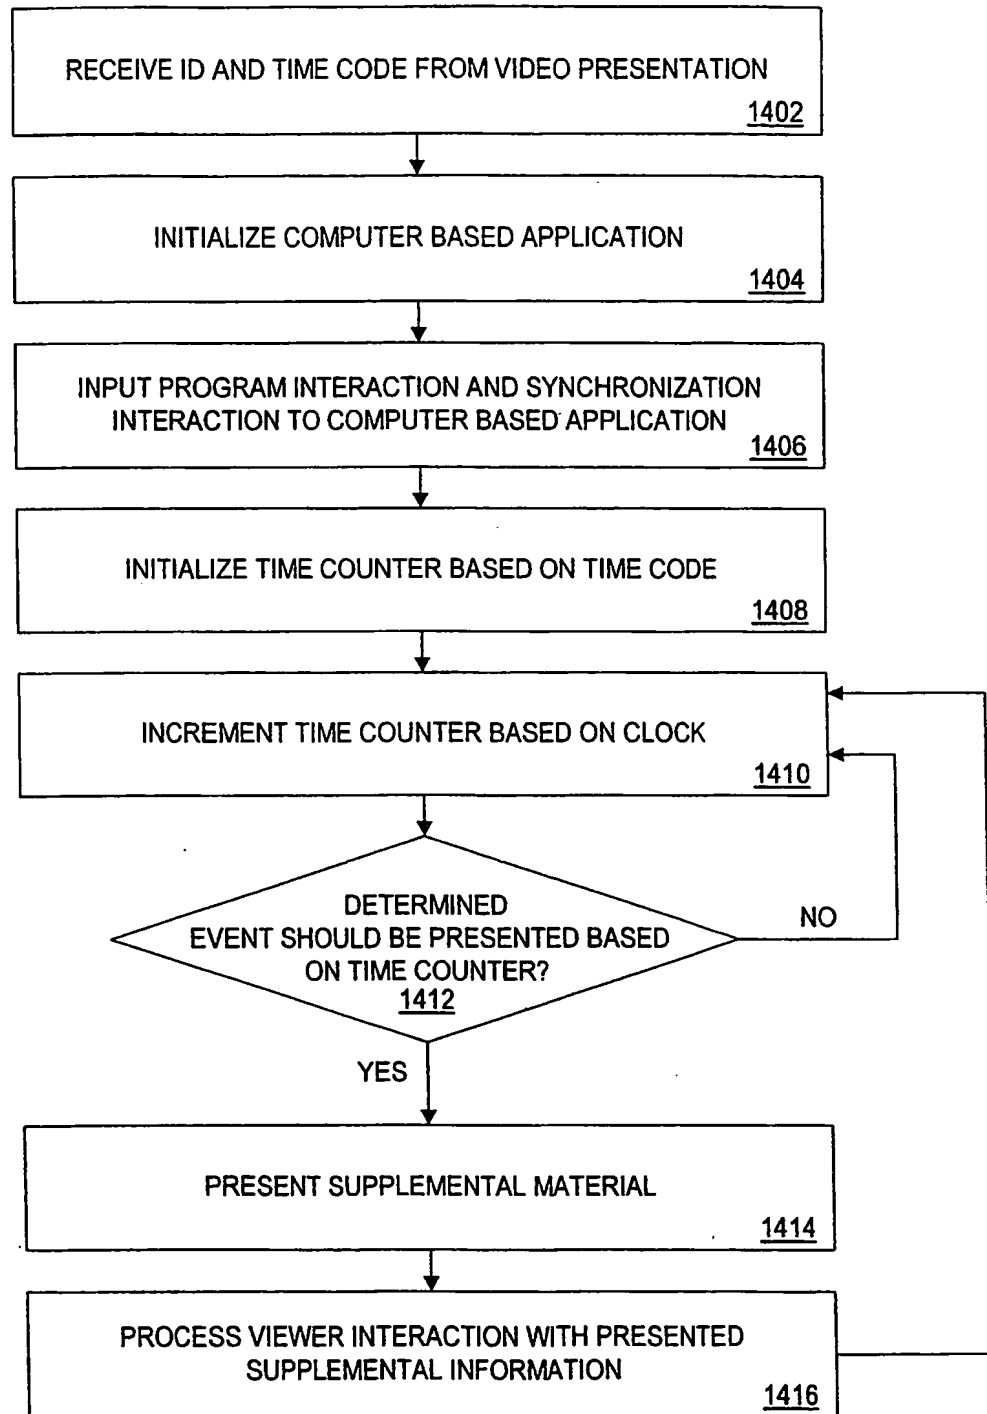 RECEIVE ID AND TIME CODE FROM VIDEO PRESENTATION
1402
INITIALIZE COMPUTER BASED APPLICATION
1404
INPUT PROGRAM INTERACTION AND SYNCHRONIZATION
INTERACTION TO COMPUTER BASED APPLICATION
1406
INITIALIZE TIME COUNTER BASED ON TIME CODE
1408
INCREMENT TIME COUNTER BASED ON CLOCK
1410
DETERMINED
EVENT SHOULD BE PRESENTED BASED
ON TIME COUNTER?
1412
NO
YES
PRESENT SUPPLEMENTAL MATERIAL
1414
PROCESS VIEWER INTERACTION WITH PRESENTED
SUPPLEMENTAL INFORMATION
1416